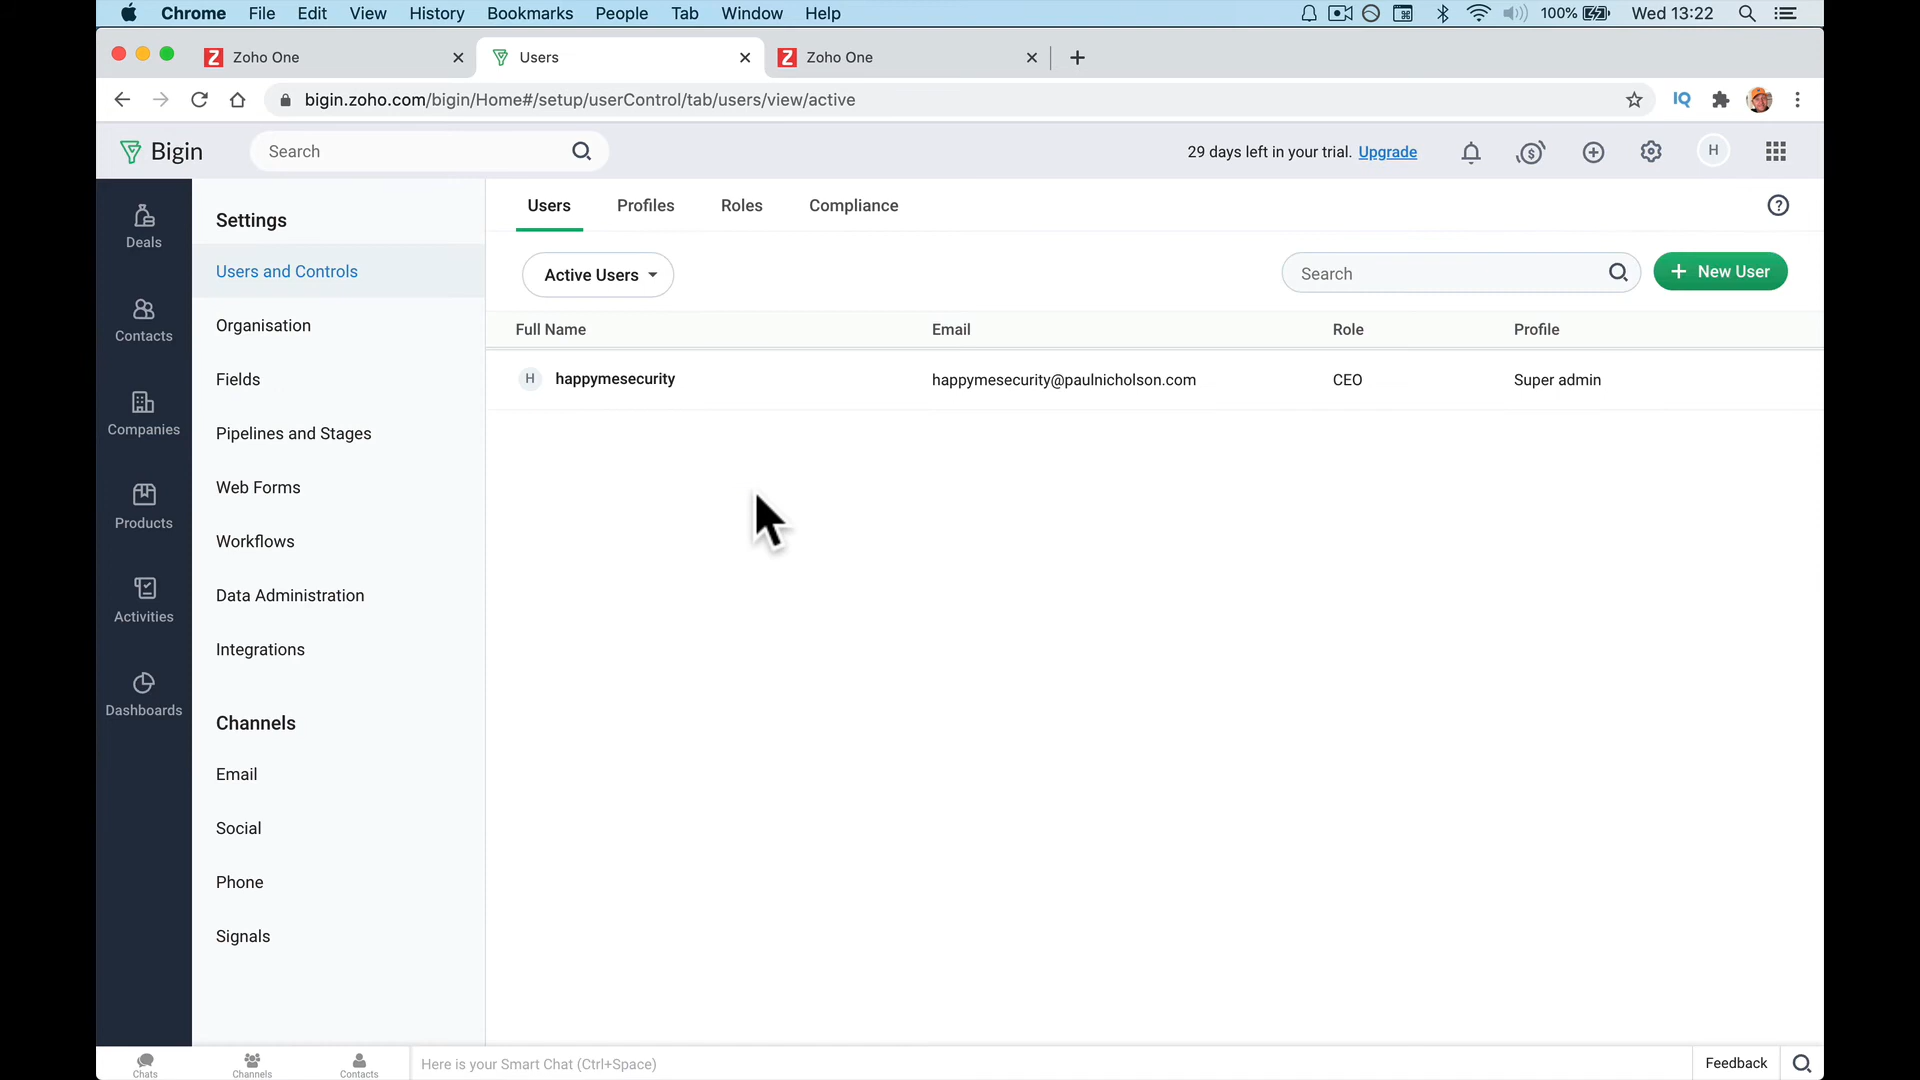 Chrome File Edit View History Bookmarks People Tab Window Help 100% Wed 13:22
Zoho One Users Zoho One
bigin.zoho.com/bigin/Home#/setup/userControl/tab/users/view/active IQ
Bigin Search 29 days left in your trial. Upgrade H
Deals
Contacts
Companies
Products
Activities
Dashboards
Settings
Users and Controls
Organisation
Fields
Pipelines and Stages
Web Forms
Workflows
Data Administration
Integrations
Channels
Email
Social
Phone
Signals
Users Profiles Roles Compliance
Active Users Search + New User
Full Name Email Role Profile
H happymesecurity happymesecurity@paulnicholson.com CEO Super admin
Chats Channels Contacts Here is your Smart Chat (Ctrl+Space) Feedback